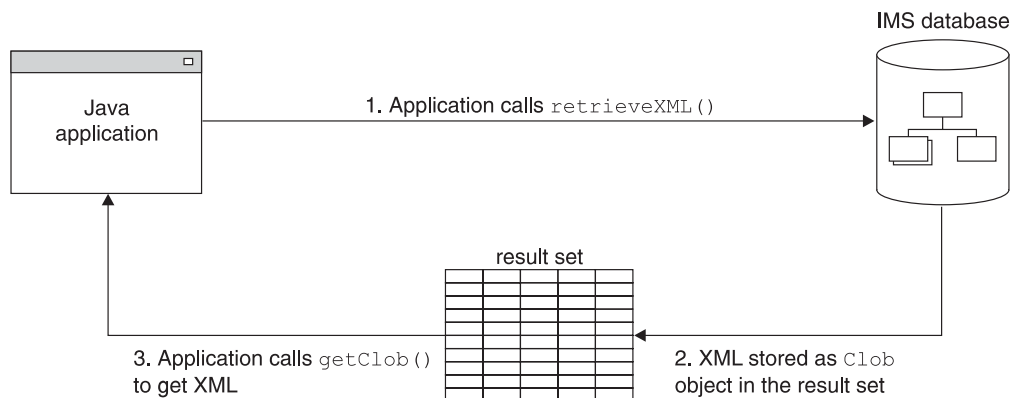 IMS database
Java
application
1. Application calls retrieveXML()
result set
3. Application calls getClob()
to get XML
2. XML stored as Clob
object in the result set